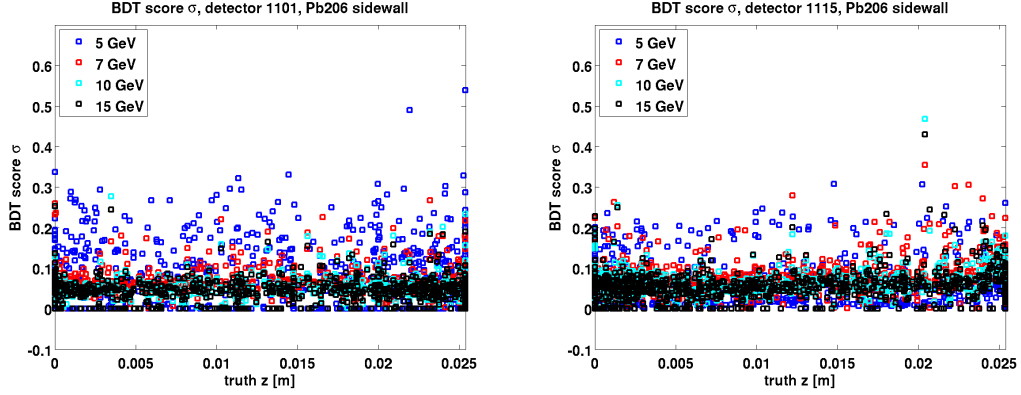 BDT score σ, detector 1101, Pb206 sidewall
5 GeV
7 GeV
10 GeV
15 GeV
BDT score σ
0.6
0.5
0.4
0.3
0.2
0.1
0
-0.1
0 0.005 0.01 0.015 0.02 0.025
truth z [m]
BDT score σ, detector 1115, Pb206 sidewall
5 GeV
7 GeV
10 GeV
15 GeV
BDT score σ
0.6
0.5
0.4
0.3
0.2
0.1
0
-0.1
0 0.005 0.01 0.015 0.02 0.025
truth z [m]